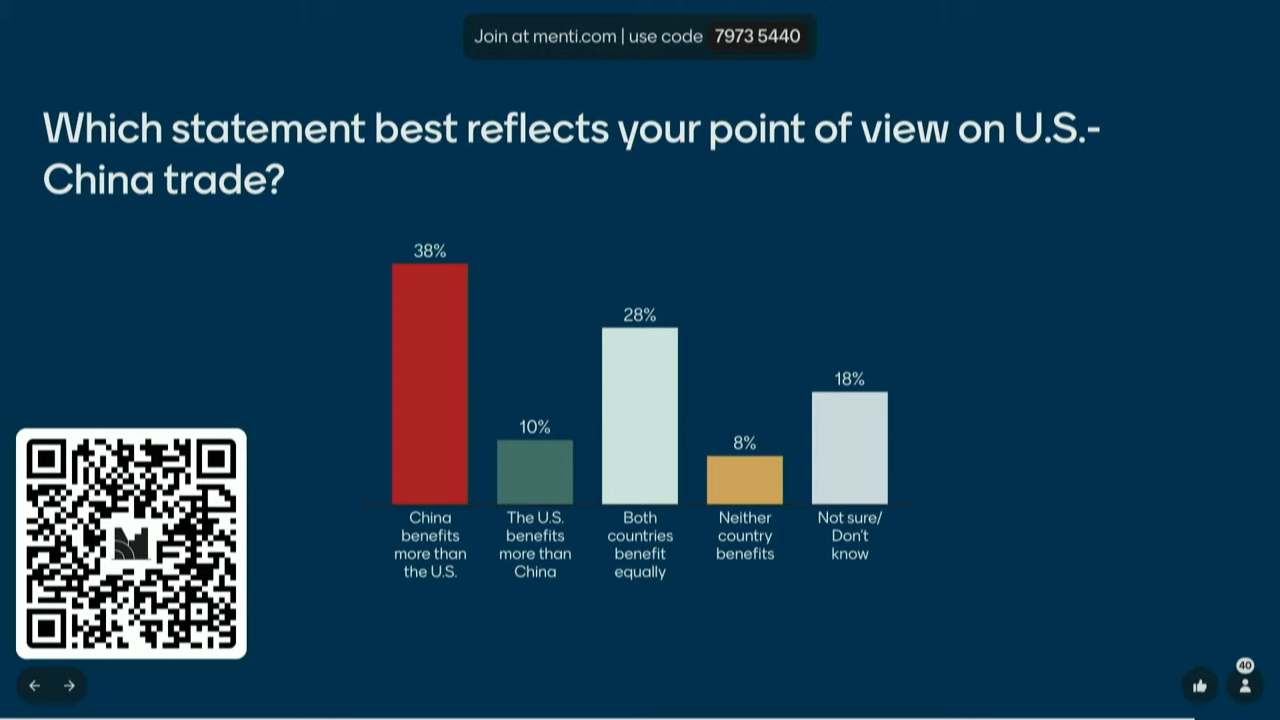 Join at menti.com | use code 7973 5440
Which statement best reflects your point of view on U.S.-
China trade?
38%
10%
28%
8%
18%
China
benefits
more than
the U.S.
The U.S.
benefits
more than
China
Both
countries
benefit
equally
Neither
country
benefits
Not sure/
Don't
know
40